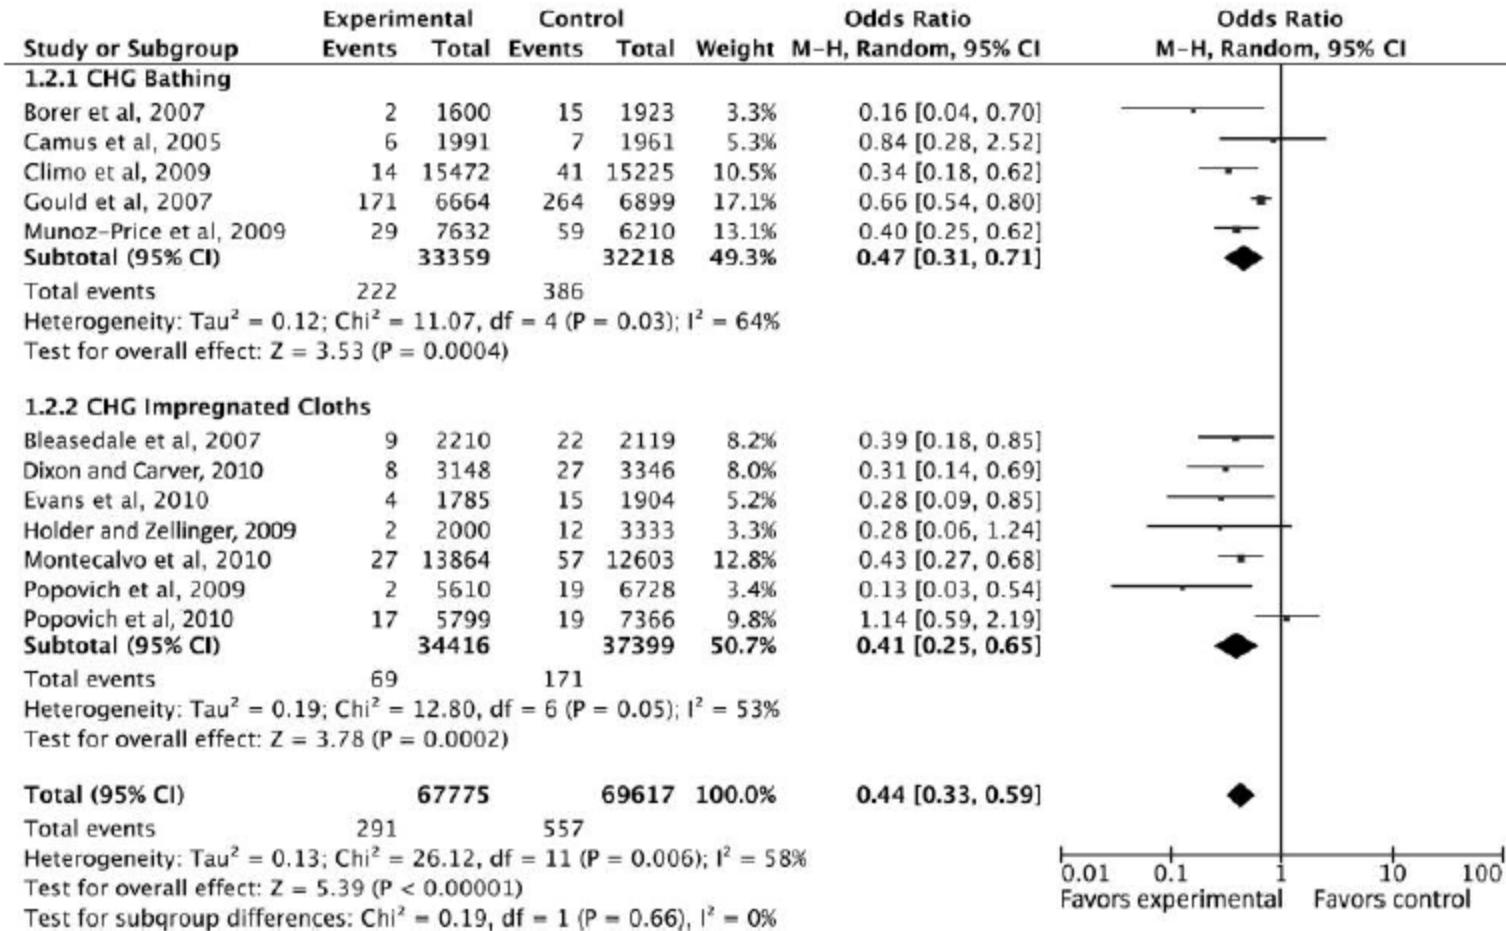 Experimental Control Odds Ratio Odds Ratio
Study or Subgroup Events Total Events Total Weight M-H, Random, 95% CI M-H, Random, 95% CI
1.2.1 CHG Bathing
Borer et al, 2007 2 1600 15 1923 3.3% 0.16 [0.04, 0.70]
Camus et al, 2005 6 1991 7 1961 5.3% 0.84 [0.28, 2.52]
Climo et al, 2009 14 15472 41 15225 10.5% 0.34 [0.18, 0.62]
Gould et al, 2007 171 6664 264 6899 17.1% 0.66 [0.54, 0.80]
Munoz-Price et al, 2009 29 7632 59 6210 13.1% 0.40 [0.25, 0.62]
Subtotal (95% CI) 33359 32218 49.3% 0.47 [0.31, 0.71]
Total events 222 386
Heterogeneity: Tau² = 0.12; Chi² = 11.07, df = 4 (P = 0.03); I² = 64%
Test for overall effect: Z = 3.53 (P = 0.0004)
1.2.2 CHG Impregnated Cloths
Bleasedale et al, 2007 9 2210 22 2119 8.2% 0.39 [0.18, 0.85]
Dixon and Carver, 2010 8 3148 27 3346 8.0% 0.31 [0.14, 0.69]
Evans et al, 2010 4 1785 15 1904 5.2% 0.28 [0.09, 0.85]
Holder and Zellinger, 2009 2 2000 12 3333 3.3% 0.28 [0.06, 1.24]
Montecalvo et al, 2010 27 13864 57 12603 12.8% 0.43 [0.27, 0.68]
Popovich et al, 2009 2 5610 19 6728 3.4% 0.13 [0.03, 0.54]
Popovich et al, 2010 17 5799 19 7366 9.8% 1.14 [0.59, 2.19]
Subtotal (95% CI) 34416 37399 50.7% 0.41 [0.25, 0.65]
Total events 69 171
Heterogeneity: Tau² = 0.19; Chi² = 12.80, df = 6 (P = 0.05); I² = 53%
Test for overall effect: Z = 3.78 (P = 0.0002)
Total (95% CI) 67775 69617 100.0% 0.44 [0.33, 0.59]
Total events 291 557
Heterogeneity: Tau² = 0.13; Chi² = 26.12, df = 11 (P = 0.006); I² = 58%
0.01 0.1 1 10 100
Test for overall effect: Z = 5.39 (P < 0.00001)
Favors experimental Favors control
Test for subgroup differences: Chi² = 0.19, df = 1 (P = 0.66), I² = 0%